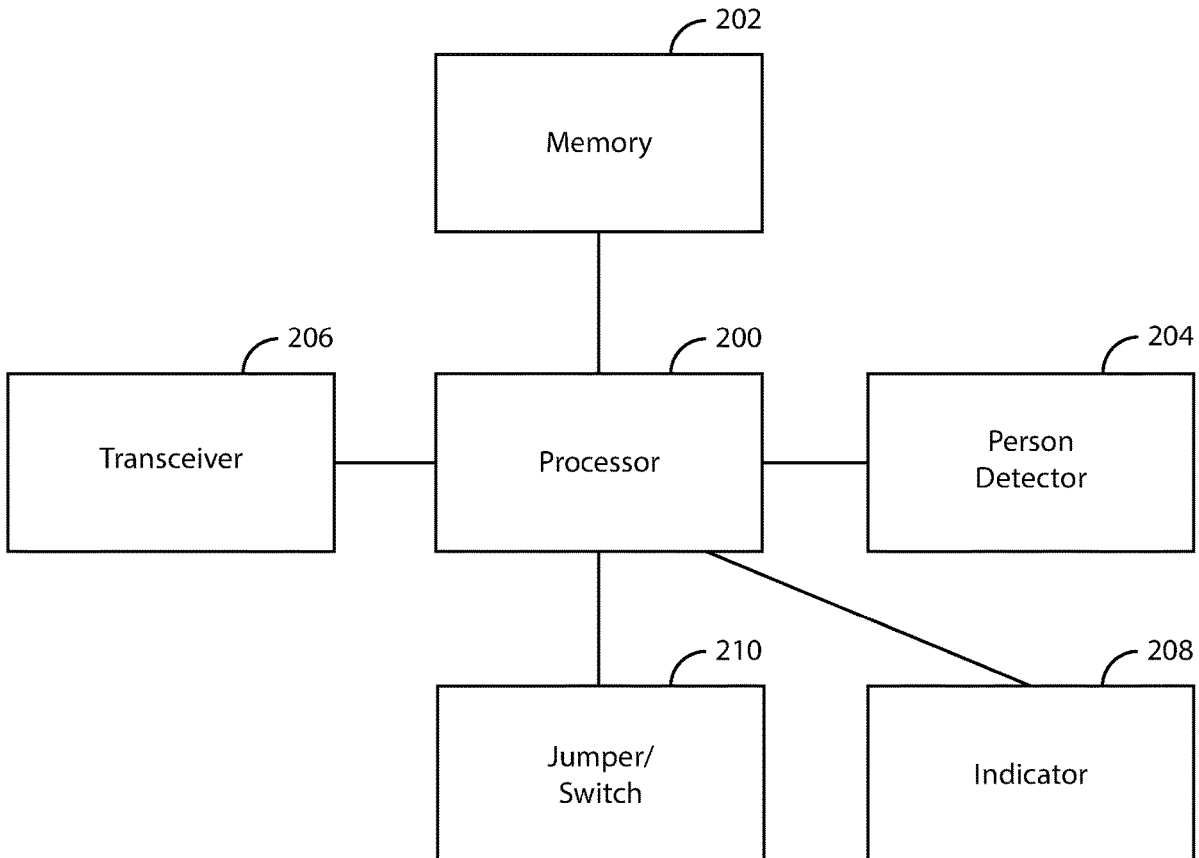 202
Memory
206
200
204
Transceiver
Processor
Person
Detector
210
208
Jumper/
Switch
Indicator